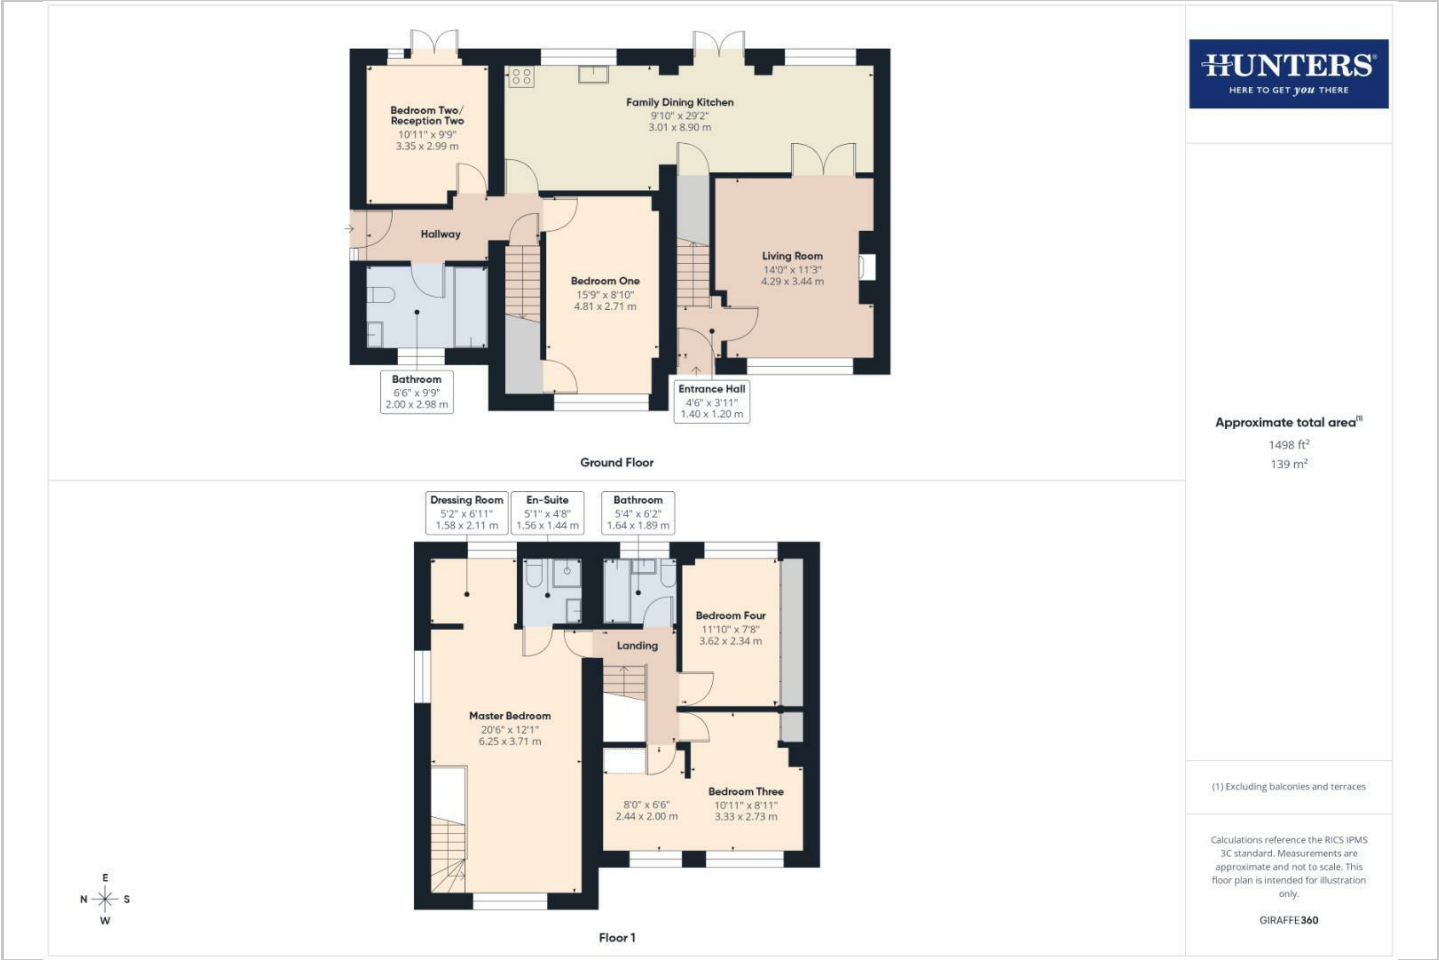 Bedroom Two/
Reception Two
10'11" x 9'9"
3.35 x 2.99 m
Family Dining Kitchen
9'10" x 29'2"
3.01 x 8.90 m
Hallway
Bedroom One
15'9" x 8'10"
4.81 x 2.71 m
Living Room
14'0" x 11'3"
4.29 x 3.44 m
Bathroom
6'6" x 9'9"
2.00 x 2.98 m
Entrance Hall
4'6" x 3'11"
1.40 x 1.20 m
Ground Floor
Dressing Room
5'2" x 6'11"
1.58 x 2.11 m
En-Suite
5'1" x 4'8"
1.56 x 1.44 m
Bathroom
5'4" x 6'2"
1.64 x 1.89 m
Bedroom Four
11'10" x 7'8"
3.62 x 2.34 m
Landing
Master Bedroom
20'6" x 12'1"
6.25 x 3.71 m
8'0" x 6'6"
2.44 x 2.00 m
Bedroom Three
10'11" x 8'11"
3.33 x 2.73 m
E
N S
W
Floor 1
HUNTERS®
HERE TO GET you THERE
Approximate total area(1)
1498 ft²
139 m²
(1) Excluding balconies and terraces
Calculations reference the RICS IPMS
3C standard. Measurements are
approximate and not to scale. This
floor plan is intended for illustration
only.
GIRAFFE360